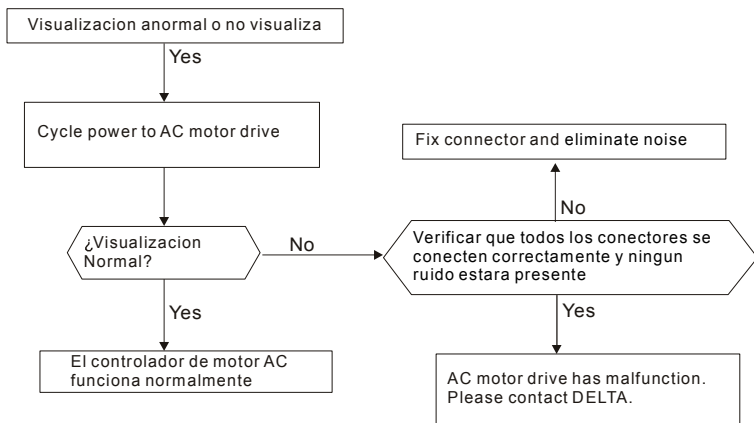 Visualizacion anormal o no visualiza
Yes
Cycle power to AC motor drive
Fix connector and eliminate noise
No
¿Visualizacion
Normal?
No
Verificar que todos los conectores se
conecten correctamente y ningun
ruido estara presente
Yes
Yes
El controlador de motor AC
funciona normalmente
AC motor drive has malfunction.
Please contact DELTA.